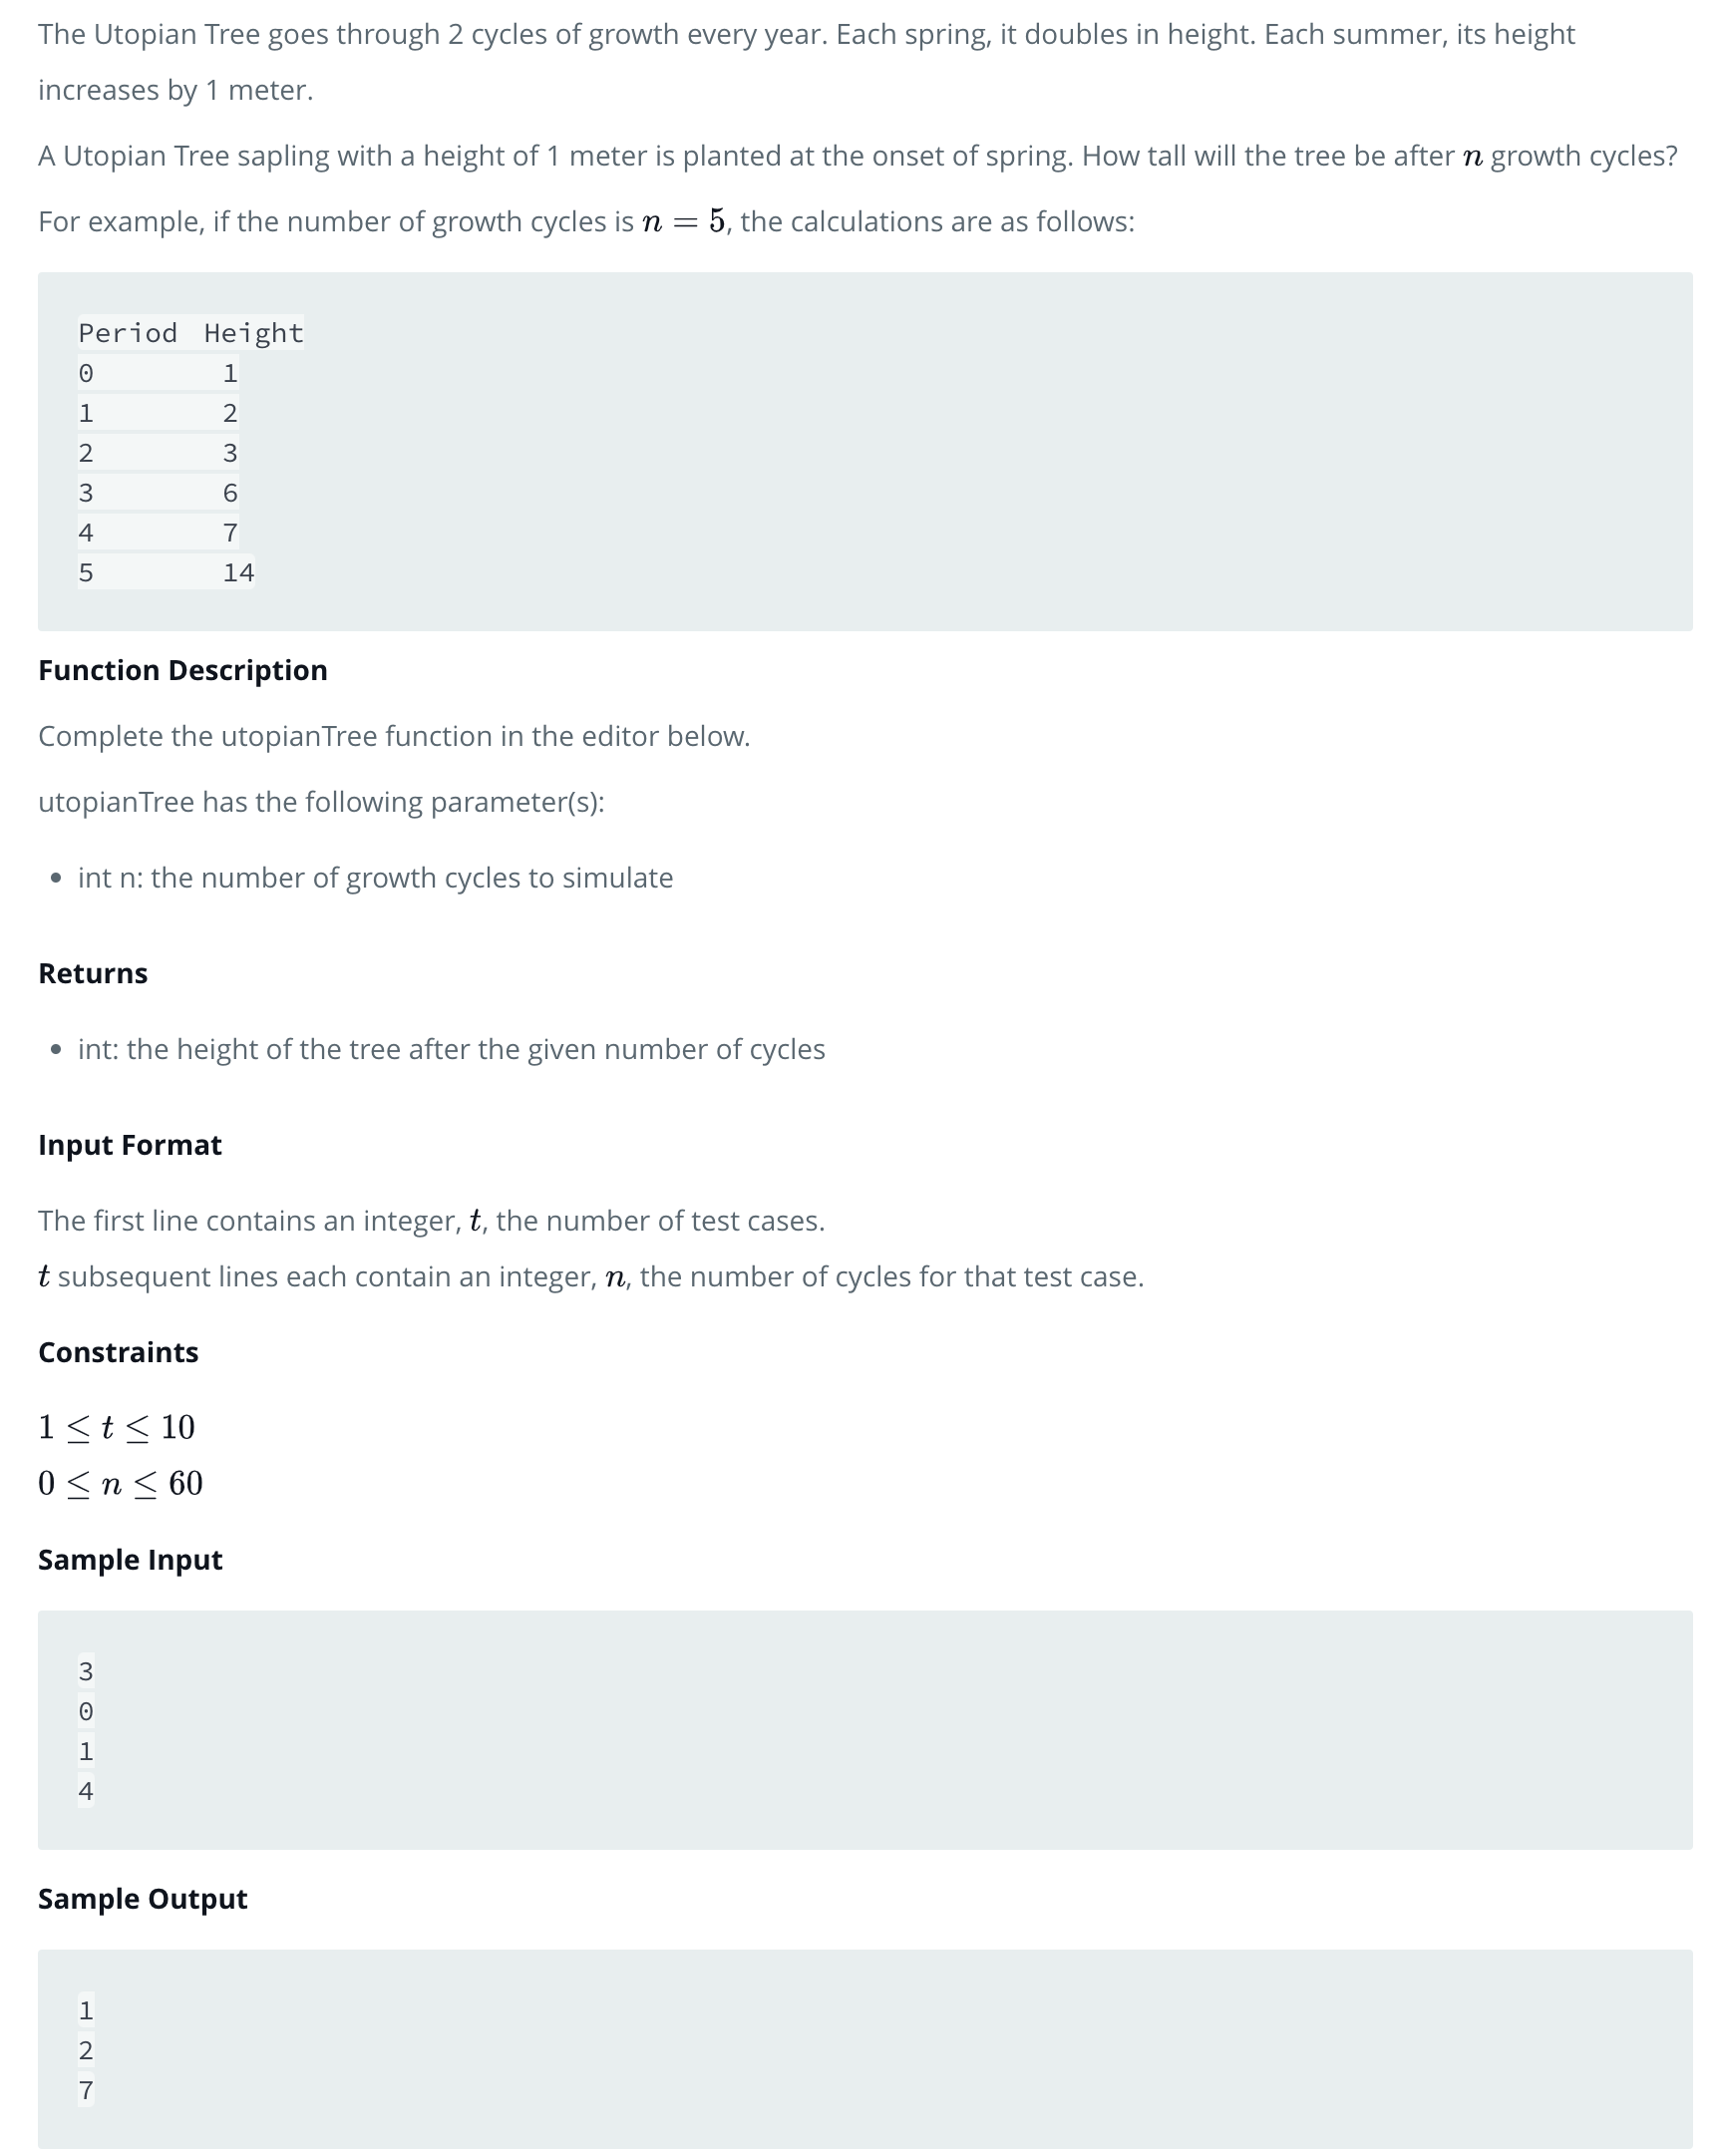 The Utopian Tree goes through 2 cycles of growth every year. Each spring, it doubles in height. Each summer, its height
increases by 1 meter.
A Utopian Tree sapling with a height of 1 meter is planted at the onset of spring. How tall will the tree be after n growth cycles?
For example, if the number of growth cycles is n = 5, the calculations are as follows:
Period  Height
0          1
1          2
2          3
3          6
4          7
5          14
Function Description
Complete the utopianTree function in the editor below.
utopianTree has the following parameter(s):
• int n: the number of growth cycles to simulate
Returns
• int: the height of the tree after the given number of cycles
Input Format
The first line contains an integer, t, the number of test cases.
t subsequent lines each contain an integer, n, the number of cycles for that test case.
Constraints
1 ≤ t ≤ 10
0 ≤ n ≤ 60
Sample Input
3
0
1
4
Sample Output
1
2
7